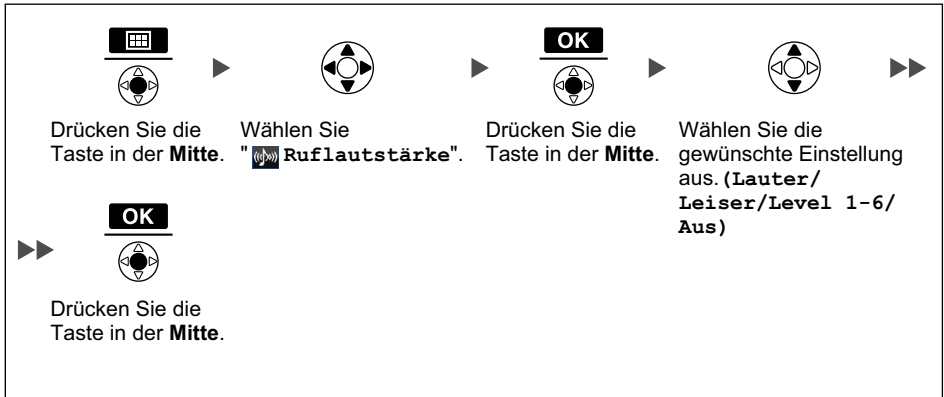 OK
Drücken Sie die
Taste in der Mitte.
Wählen Sie
" Ruflautstärke".
Drücken Sie die
Taste in der Mitte.
Wählen Sie die
gewünschte Einstellung
aus. (Lauter/
Leiser/Level 1-6/
Aus)
OK
Drücken Sie die
Taste in der Mitte.